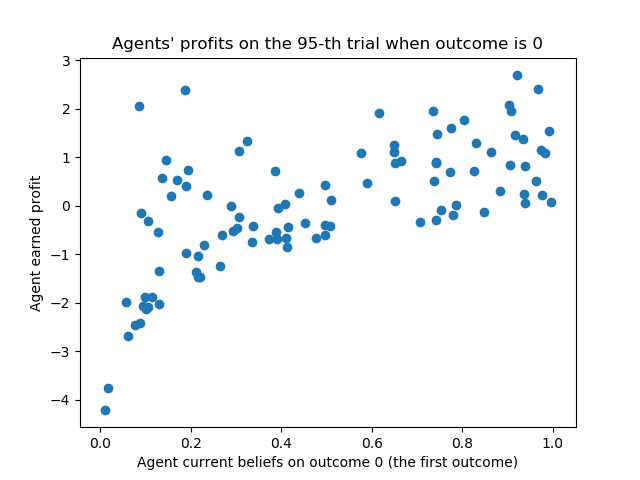 Agents' profits on the 95-th trial when outcome is 0
3
2
1
0
−1
−2
−3
−4
Agent earned profit
0.0 0.2 0.4 0.6 0.8 1.0
Agent current beliefs on outcome 0 (the first outcome)